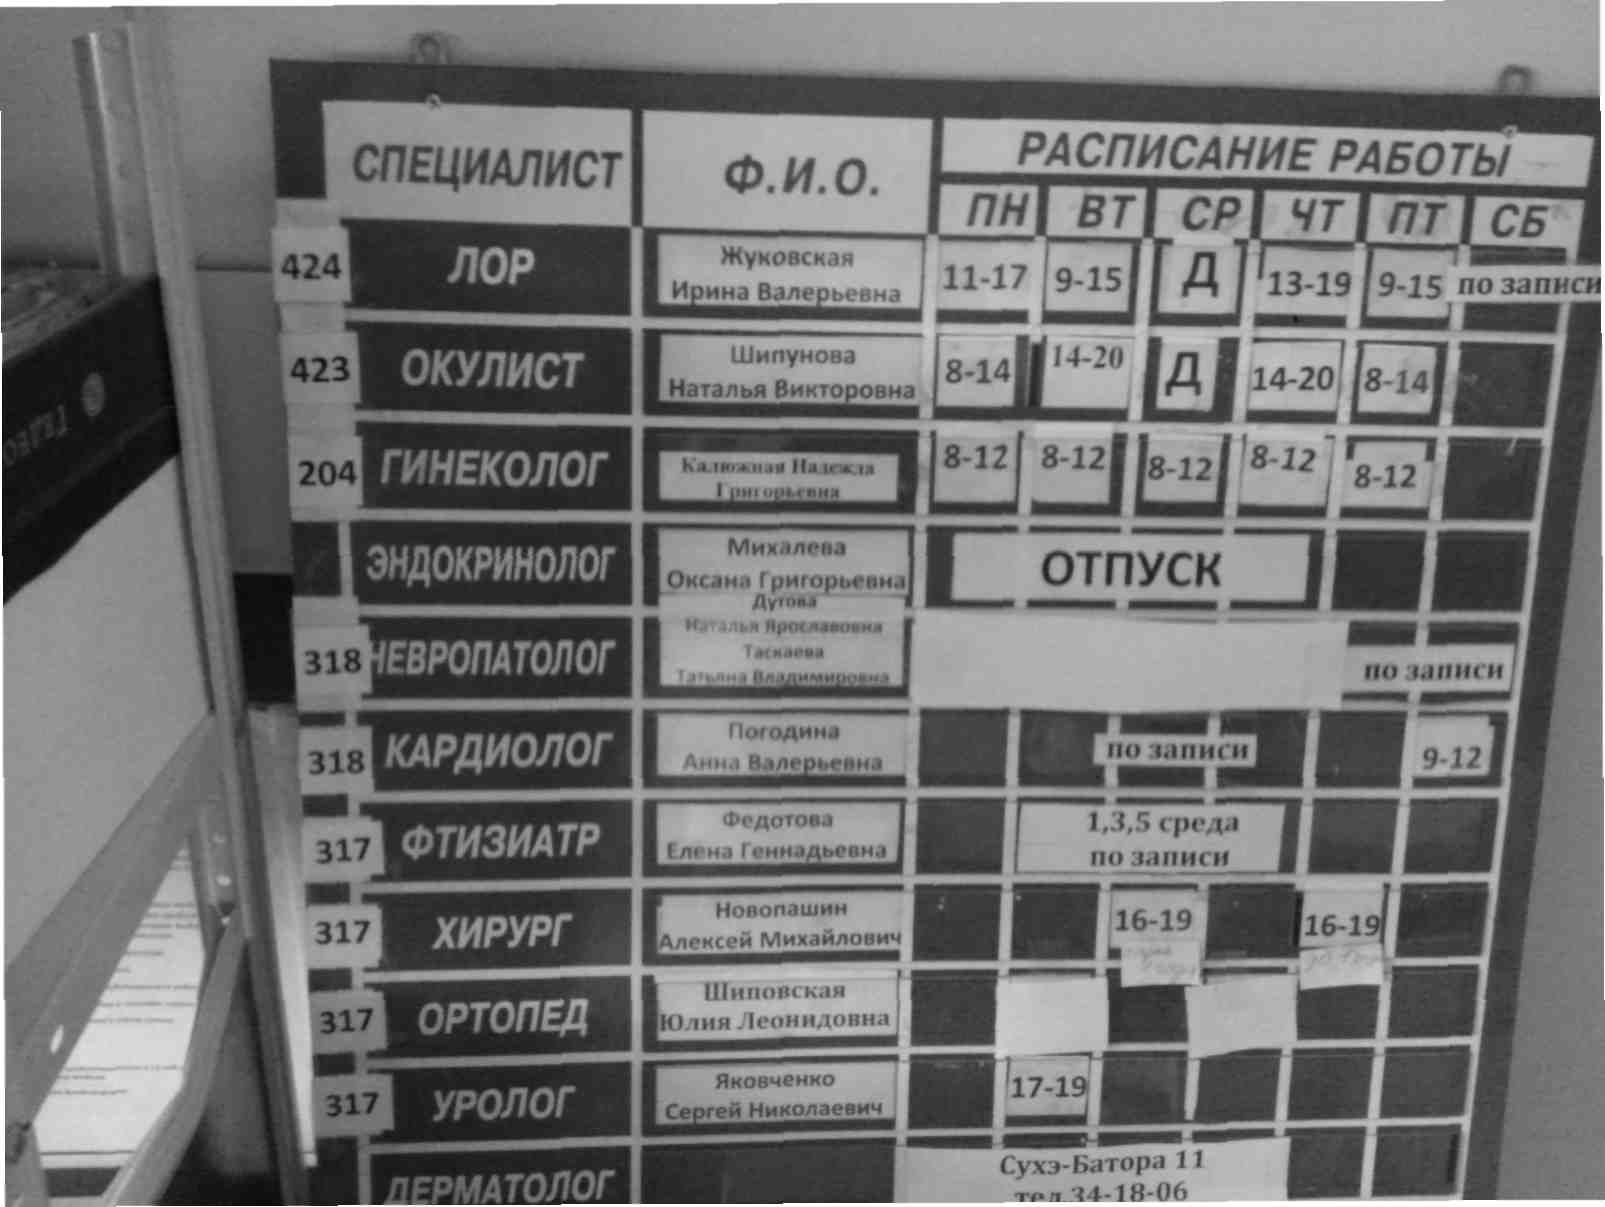 СПЕЦИАЛИСТ Ф.И.О. РАСПИСАНИЕ РАБОТЫ
ПН ВТ СР ЧТ ПТ СБ
424 ЛОР Жуковская
Ирина Валерьевна 11-17 9-15 Д 13-19 9-15 по записи
423 ОКУЛИСТ Шипунова
Наталья Викторовна 8-14 14-20 Д 14-20 8-14
204 ГИНЕКОЛОГ Калюжная Надежда
Григорьевна 8-12 8-12 8-12 8-12 8-12
ЭНДОКРИНОЛОГ Михалева
Оксана Григорьевна ОТПУСК
318 НЕВРОПАТОЛОГ Дутова
Наталья Ярославовна
Таскаева
Татьяна Владимировна по записи
318 КАРДИОЛОГ Погодина
Анна Валерьевна по записи 9-12
317 ФТИЗИАТР Федотова
Елена Геннадьевна 1,3,5 среда
по записи
317 ХИРУРГ Новопашин
Алексей Михайлович 16-19 16-19
317 ОРТОПЕД Шиповская
Юлия Леонидовна
317 УРОЛОГ Яковченко
Сергей Николаевич 17-19
ДЕРМАТОЛОГ Сухэ-Батора 11
тел.34-18-06